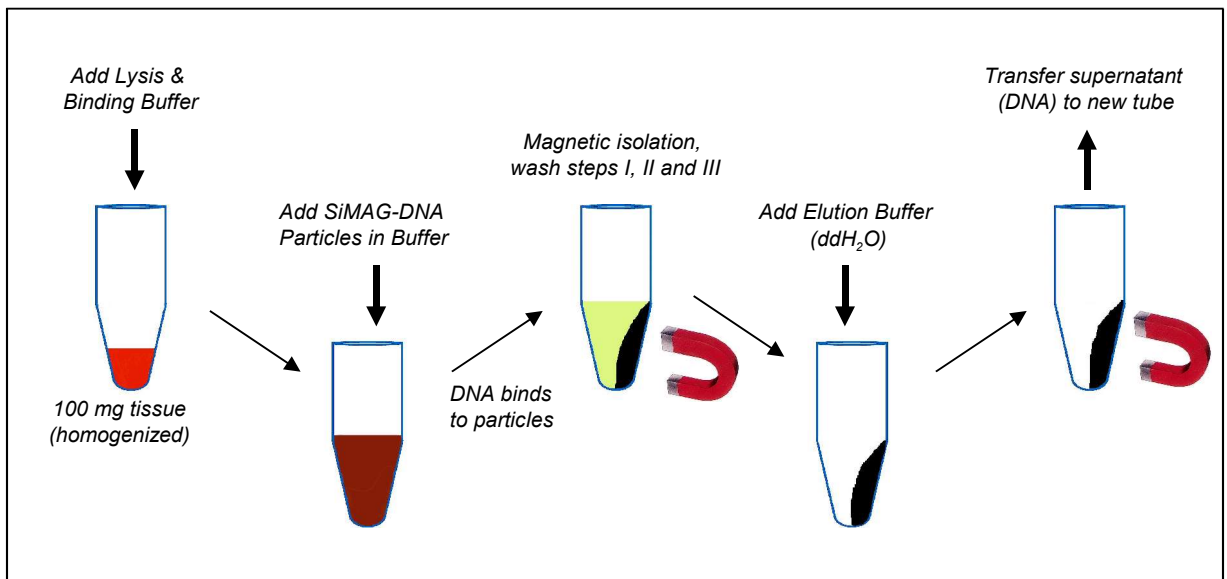 Add Lysis &
Binding Buffer
100 mg tissue
(homogenized)
Add SiMAG-DNA
Particles in Buffer
DNA binds
to particles
Magnetic isolation,
wash steps I, II and III
Add Elution Buffer
(ddH₂O)
Transfer supernatant
(DNA) to new tube